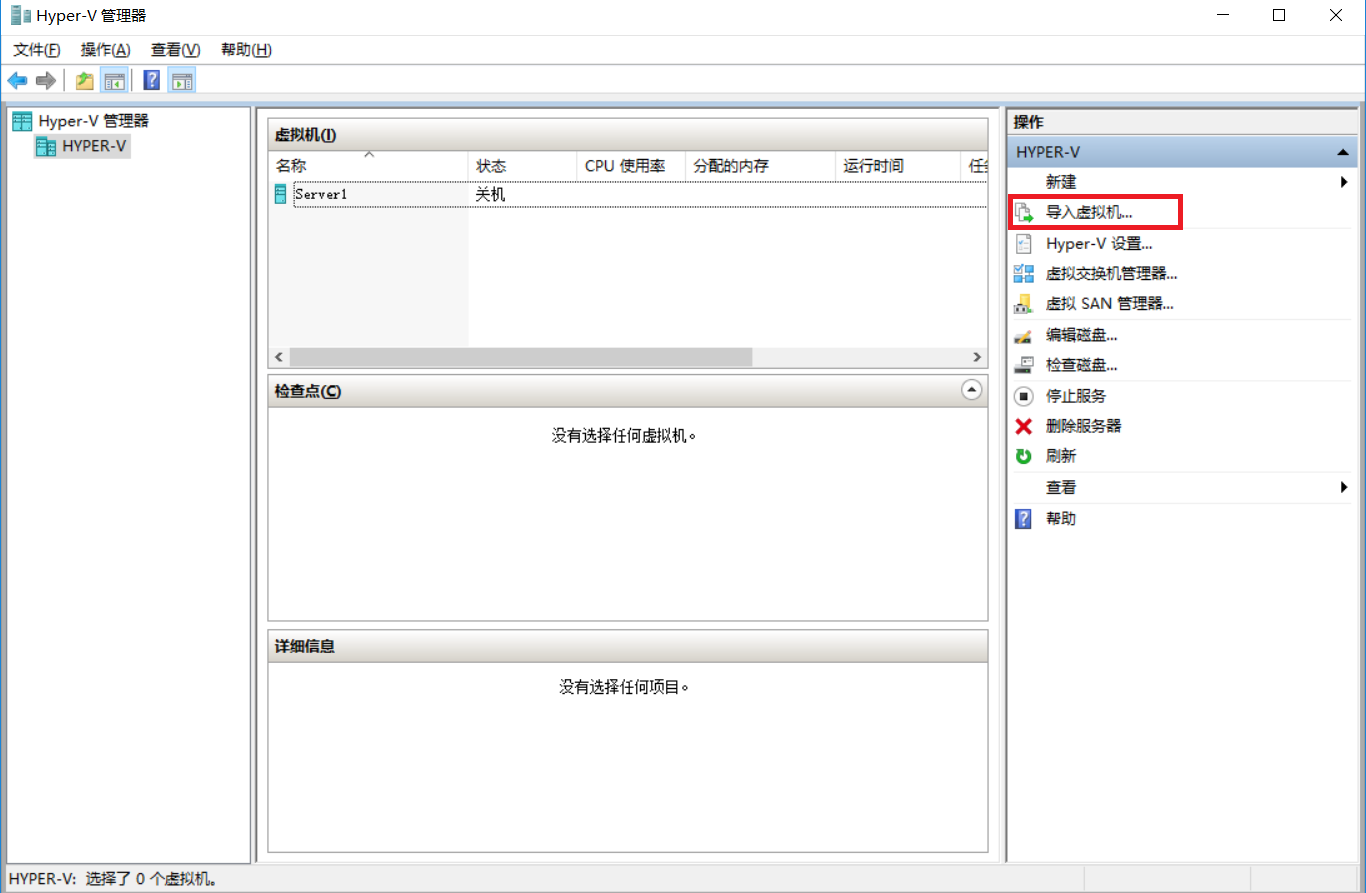 Hyper-V 管理器
文件(F) 操作(A) 查看(V) 帮助(H)
Hyper-V 管理器
HYPER-V
虚拟机(I)
名称 状态 CPU 使用率 分配的内存 运行时间
Server1 关机
检查点(C)
没有选择任何虚拟机。
详细信息
没有选择任何项目。
操作
HYPER-V
新建
导入虚拟机...
Hyper-V 设置...
虚拟交换机管理器...
虚拟 SAN 管理器...
编辑磁盘...
检查磁盘...
停止服务
删除服务器
刷新
查看
帮助
HYPER-V: 选择了 0 个虚拟机。